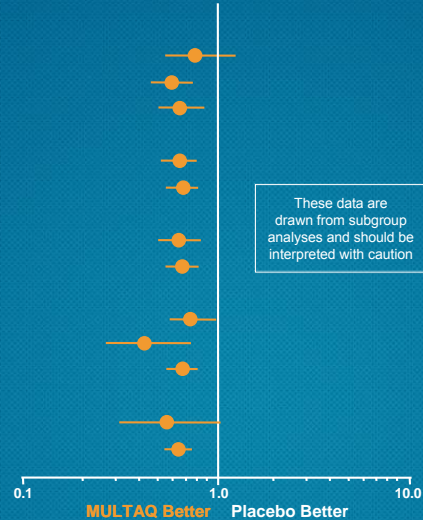 These data are
drawn from subgroup
analyses and should be
interpreted with caution
0.1 1.0 10.0
MULTAQ Better Placebo Better